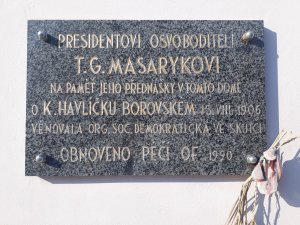 PRESIDENTOVI OSVOBODITELI
T.G. MASARYKOVI
NA PAMĚŤ JEHO PŘEDNÁŠKY V TOMTO DOMĚ
O K. HAVLÍČKU BOROVSKÉM 15. VIII. 1906
VĚNOVALA ORG. SOC. DEMOKRATICKÁ VE SKUTČI
OBNOVENO PÉČÍ OF 1990